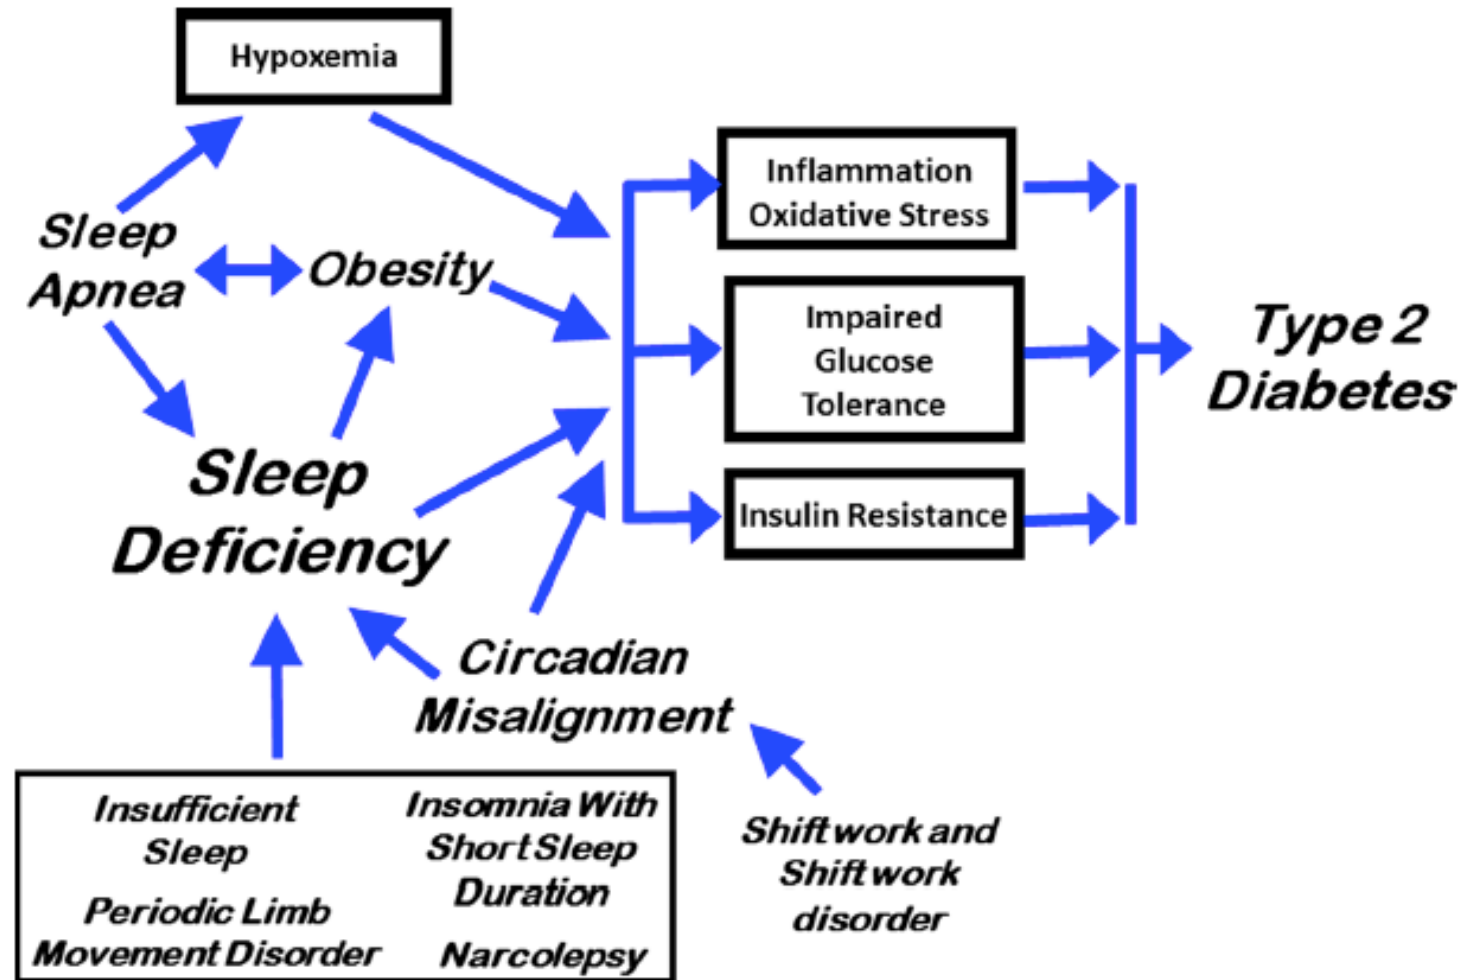 Hypoxemia
Sleep
Apnea
Obesity
Inflammation
Oxidative Stress
Impaired
Glucose
Tolerance
Insulin Resistance
Type 2
Diabetes
Sleep
Deficiency
Circadian
Misalignment
Insufficient
Sleep
Periodic Limb
Movement Disorder
Insomnia With
Short Sleep
Duration
Narcolepsy
Shift work and
Shift work
disorder